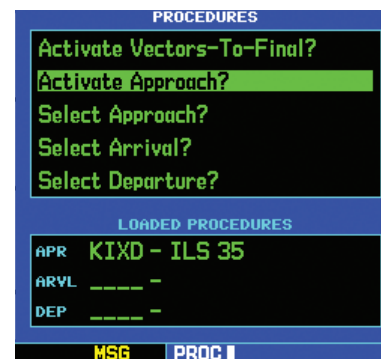 PROCEDURES
Activate Vectors-To-Final?
Activate Approach?
Select Approach?
Select Arrival?
Select Departure?
LOADED PROCEDURES
APR KIXD - ILS 35
ARVL ____ -
DEP ____ -
MSG PROC